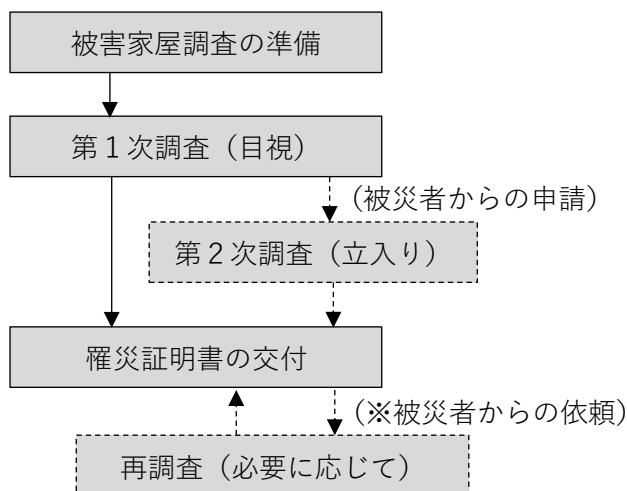 被害家屋調査の準備
第１次調査（目視）
(被災者からの申請)
第２次調査（立入り）
罹災証明書の交付
(※被災者からの依頼)
再調査（必要に応じて）